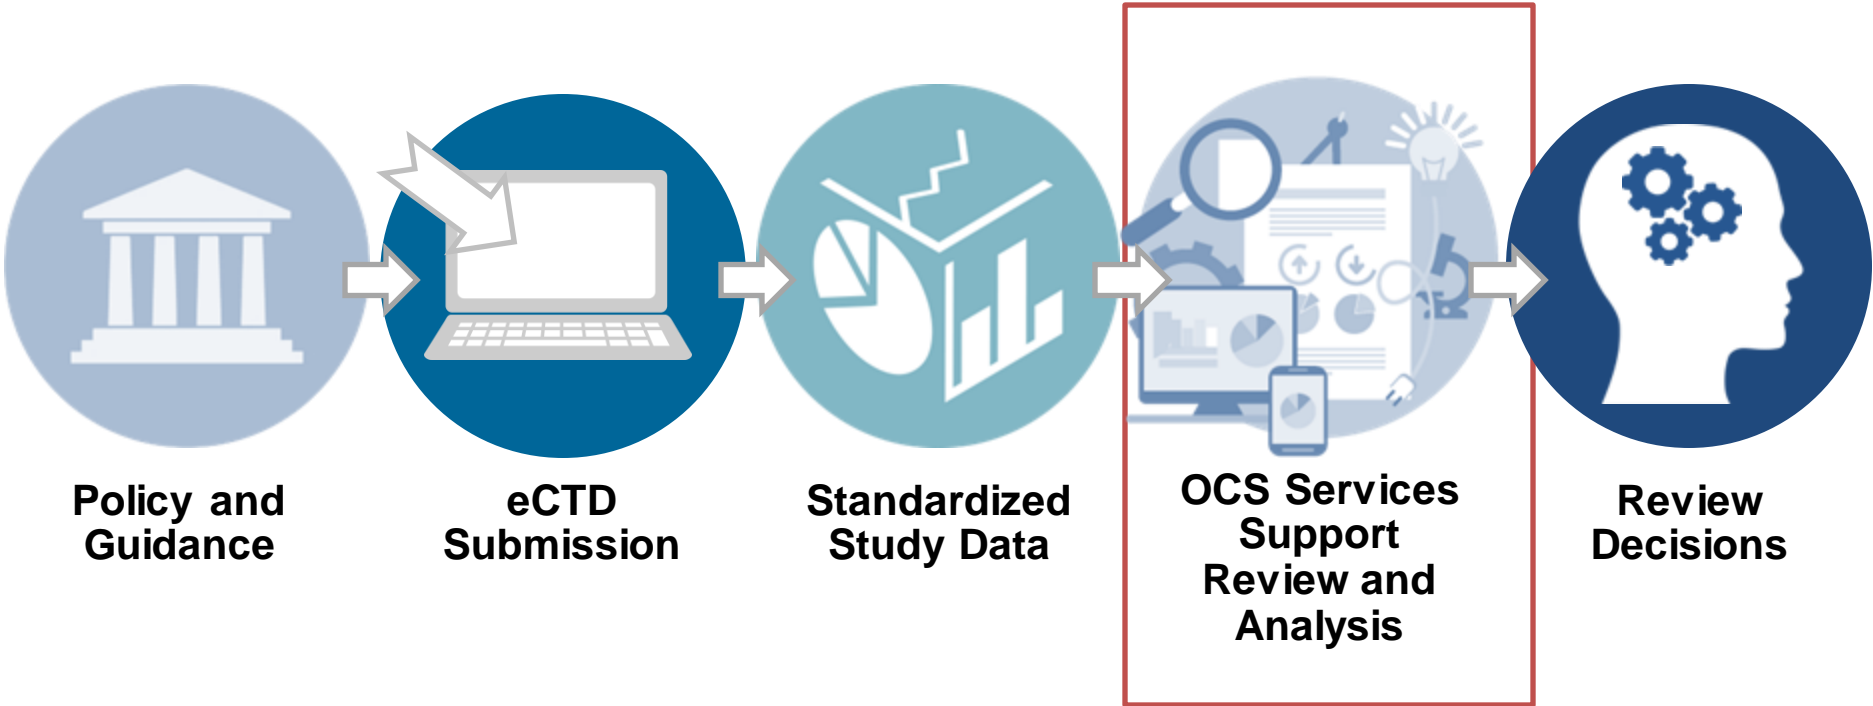 Policy and
Guidance
eCTD
Submission
Standardized
Study Data
OCS Services
Support
Review and
Analysis
Review
Decisions